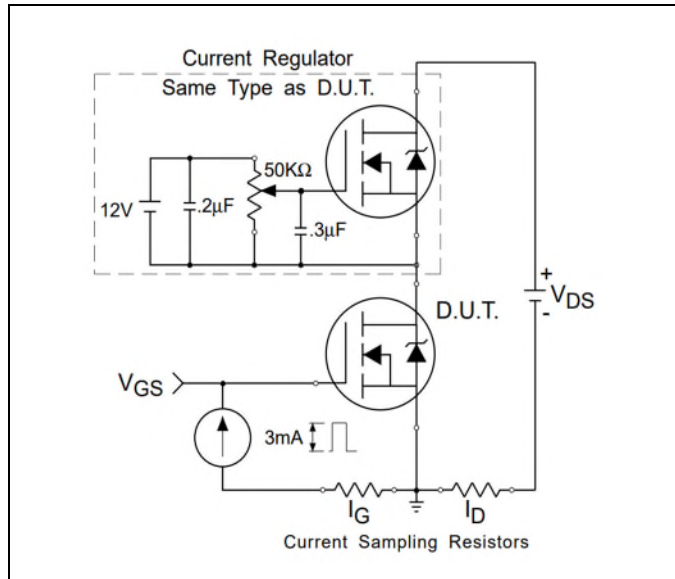 Current Regulator
Same Type as D.U.T.
50KΩ
12V
.2μF
.3μF
+
VDS
-
D.U.T.
VGS
3mA
IG
ID
Current Sampling Resistors